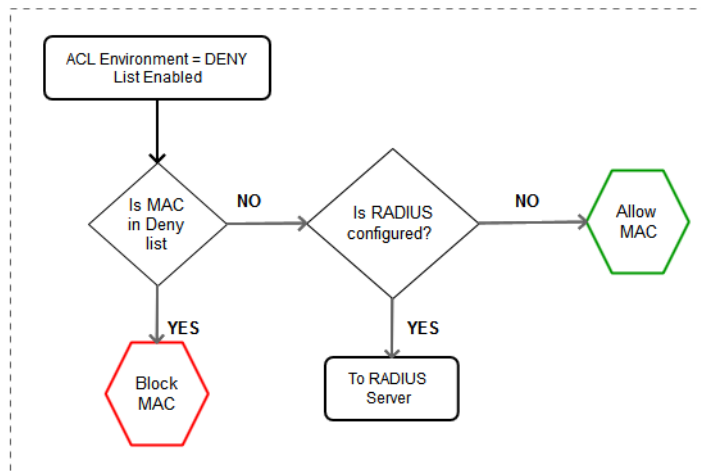 ACL Environment = DENY
List Enabled
Is MAC
in Deny
list
NO
Is RADIUS
configured?
NO
Allow
MAC
YES
Block
MAC
YES
To RADIUS
Server